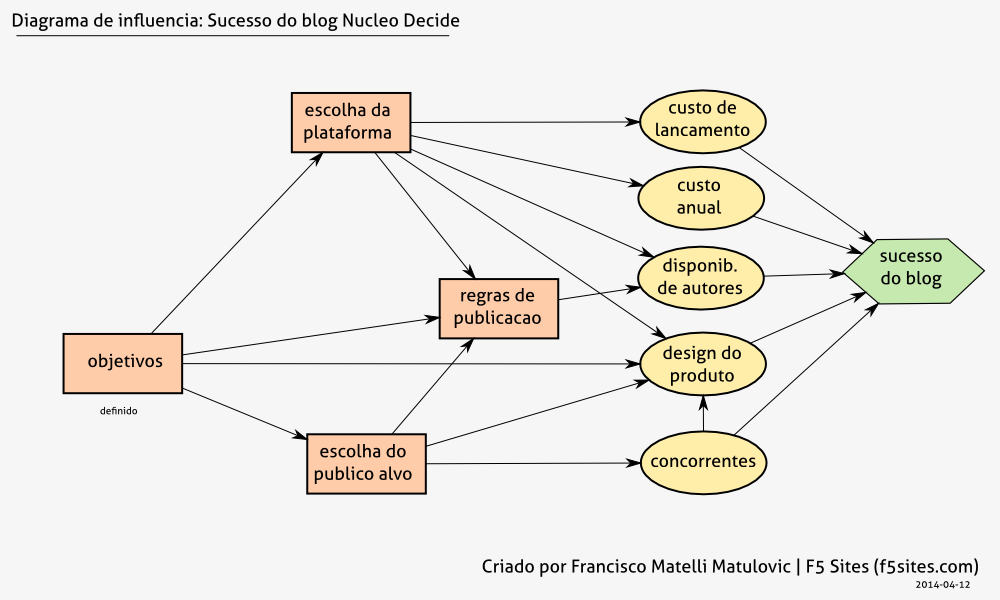 Diagrama de influencia: Sucesso do blog Nucleo Decide
escolha da
plataforma
custo de
lancamento
custo
anual
disponib.
de autores
sucesso
do blog
regras de
publicacao
objetivos
definido
design do
produto
escolha do
publico alvo
concorrentes
Criado por Francisco Matelli Matulovic | F5 Sites (f5sites.com)
2014-04-12